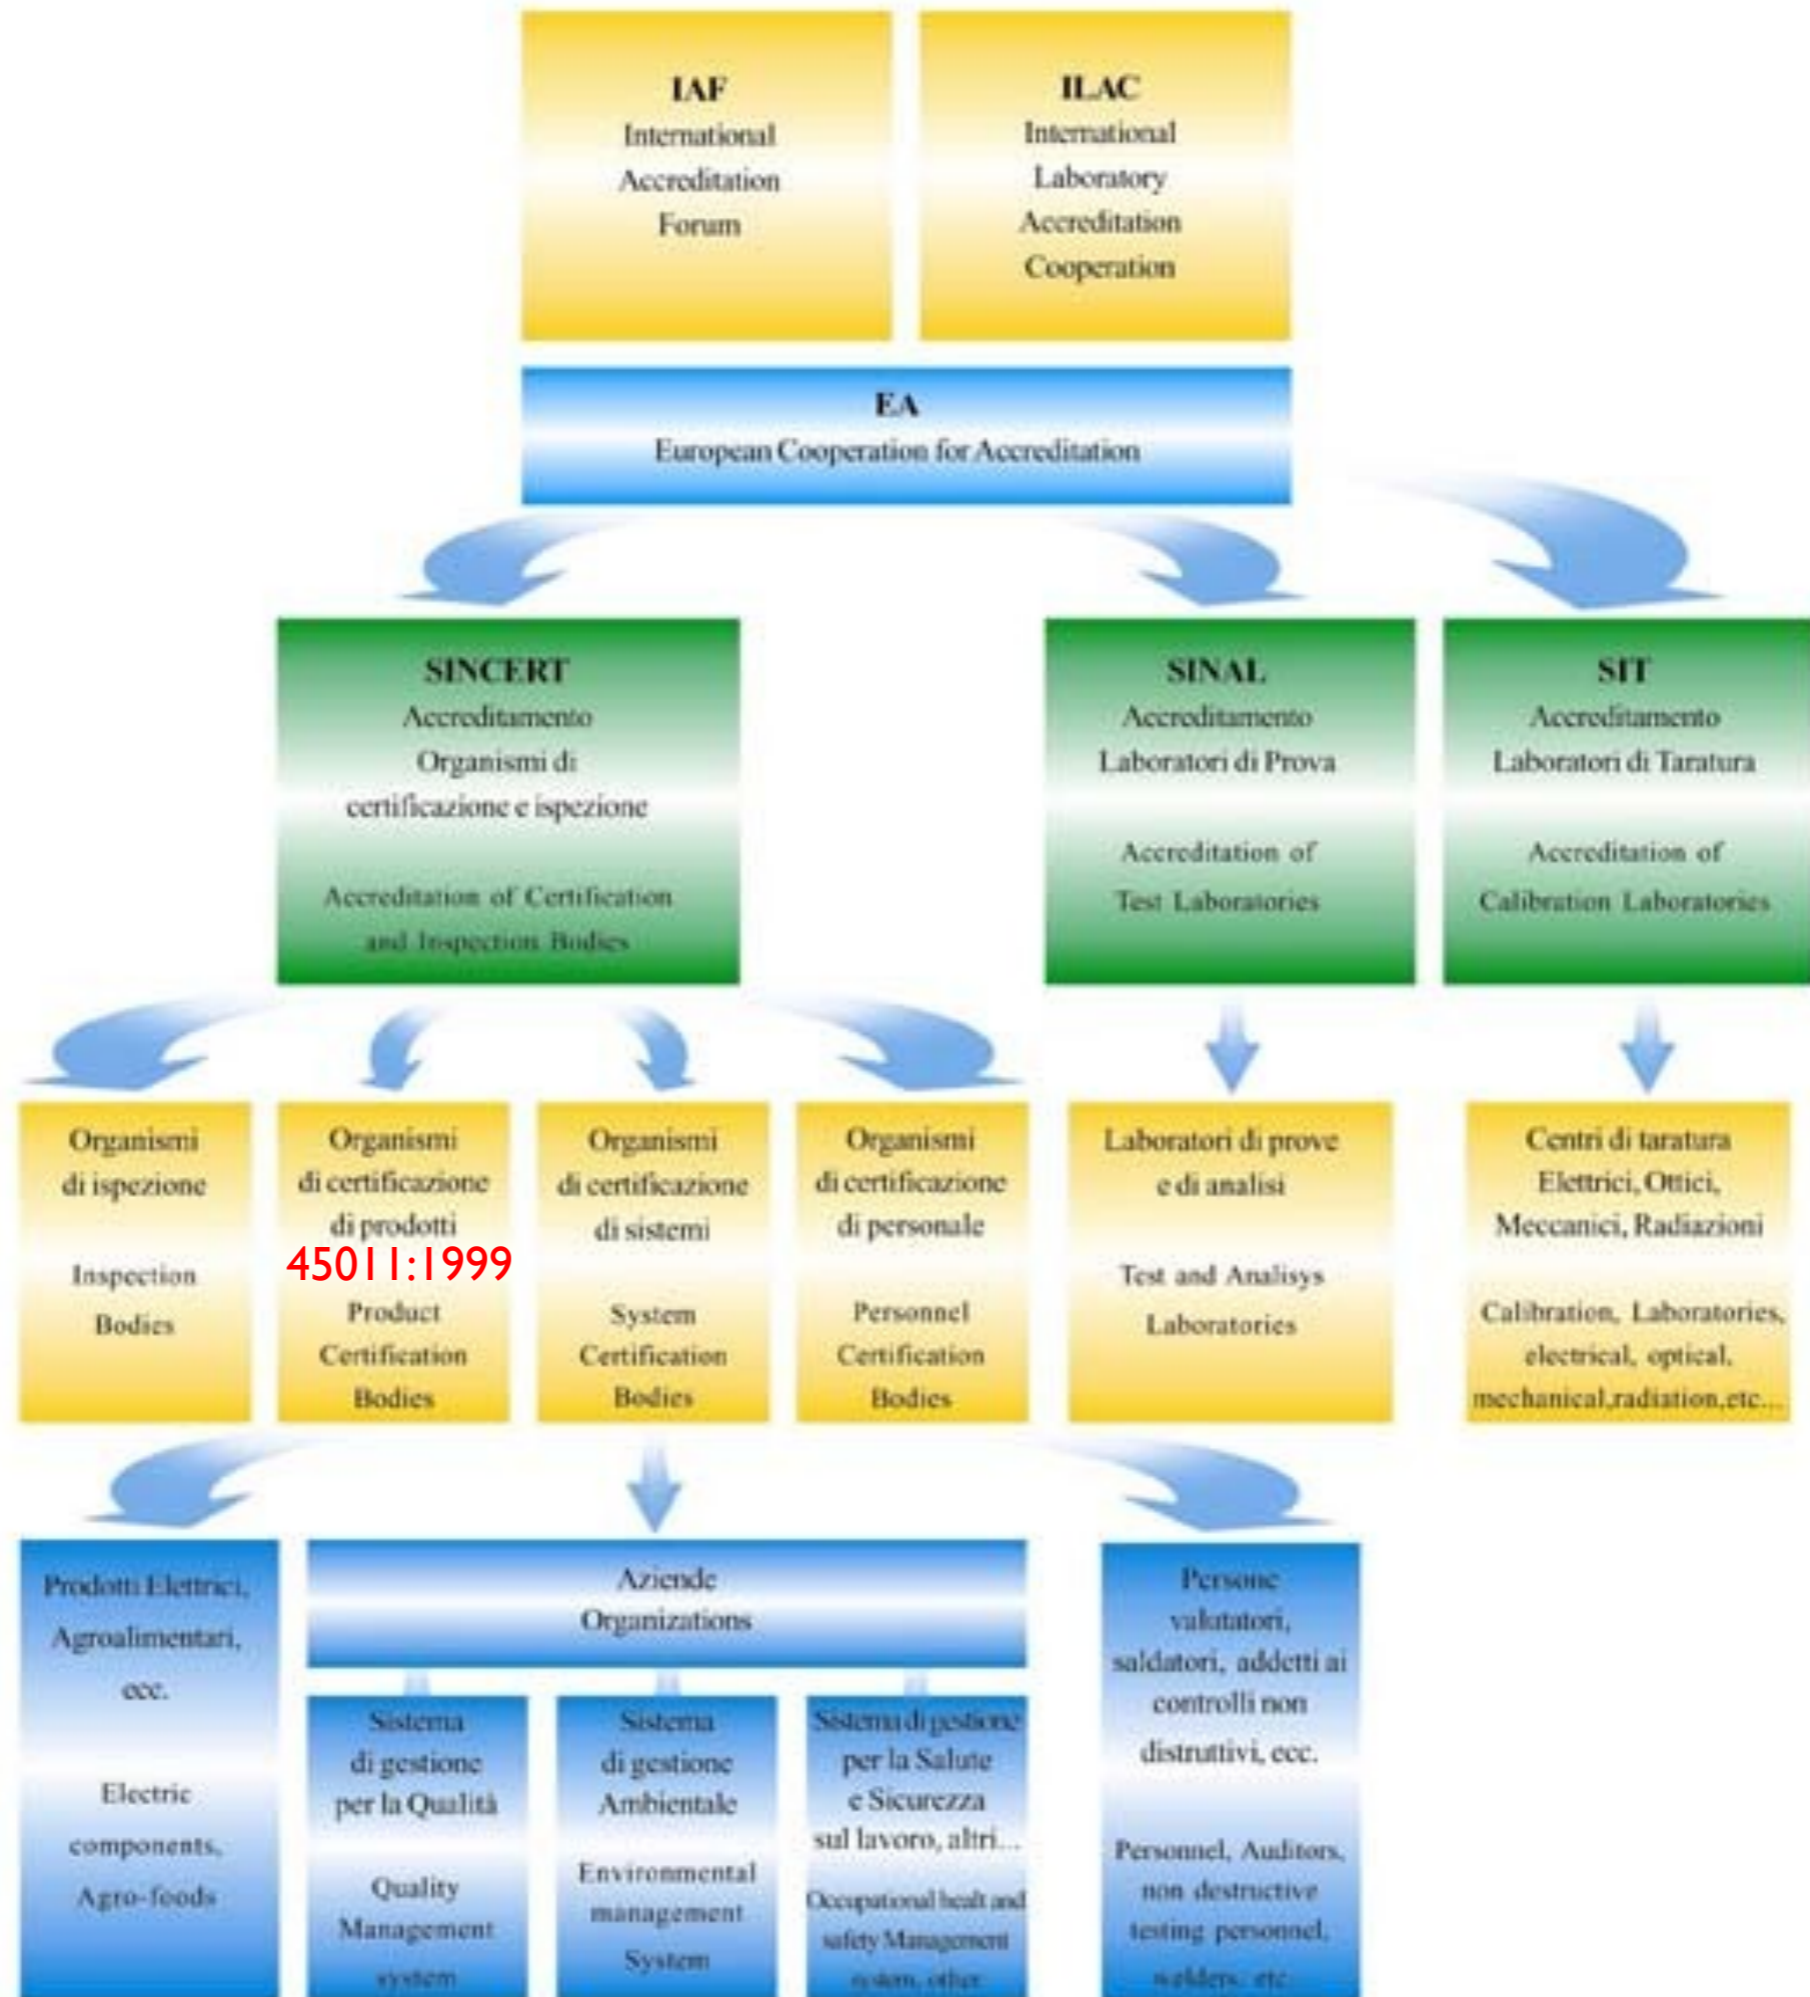 IAF
International
Accreditation
Forum
ILAC
International
Laboratory
Accreditation
Cooperation
EA
European Cooperation for Accreditation
SINCERT
Accreditamento
Organismi di
certificazione e ispezione
Accreditation of Certification
and Inspection Bodies
SINAL
Accreditamento
Laboratori di Prova
Accreditation of
Test Laboratories
SIT
Accreditamento
Laboratori di Taratura
Accreditation of
Calibration Laboratories
Organismi
di ispezione
Inspection
Bodies
Organismi
di certificazione
di prodotti
45011:1999
Product
Certification
Bodies
Organismi
di certificazione
di sistemi
System
Certification
Bodies
Organismi
di certificazione
di personale
Personnel
Certification
Bodies
Laboratori di prove
e di analisi
Test and Analisys
Laboratories
Centri di taratura
Elettrici, Ottici,
Meccanici, Radiazioni
Calibration, Laboratories,
electrical, optical,
mechanical,radiation,etc...
Prodotti Elettrici,
Agroalimentari,
ecc.
Electric
components,
Agro-foods
Aziende
Organizations
Sistema
di gestione
per la Qualità
Quality
Management
system
Sistema
di gestione
Ambientale
Environmental
management
System
Sistema di gestione
per la Salute
e Sicurezza
sul lavoro, altri...
Occupational healt and
safety Management
system, other
Persone
valutatori,
saldatori, addetti ai
controlli non
distruttivi, ecc.
Personnel, Auditors,
non destructive
testing personnel,
welders, etc